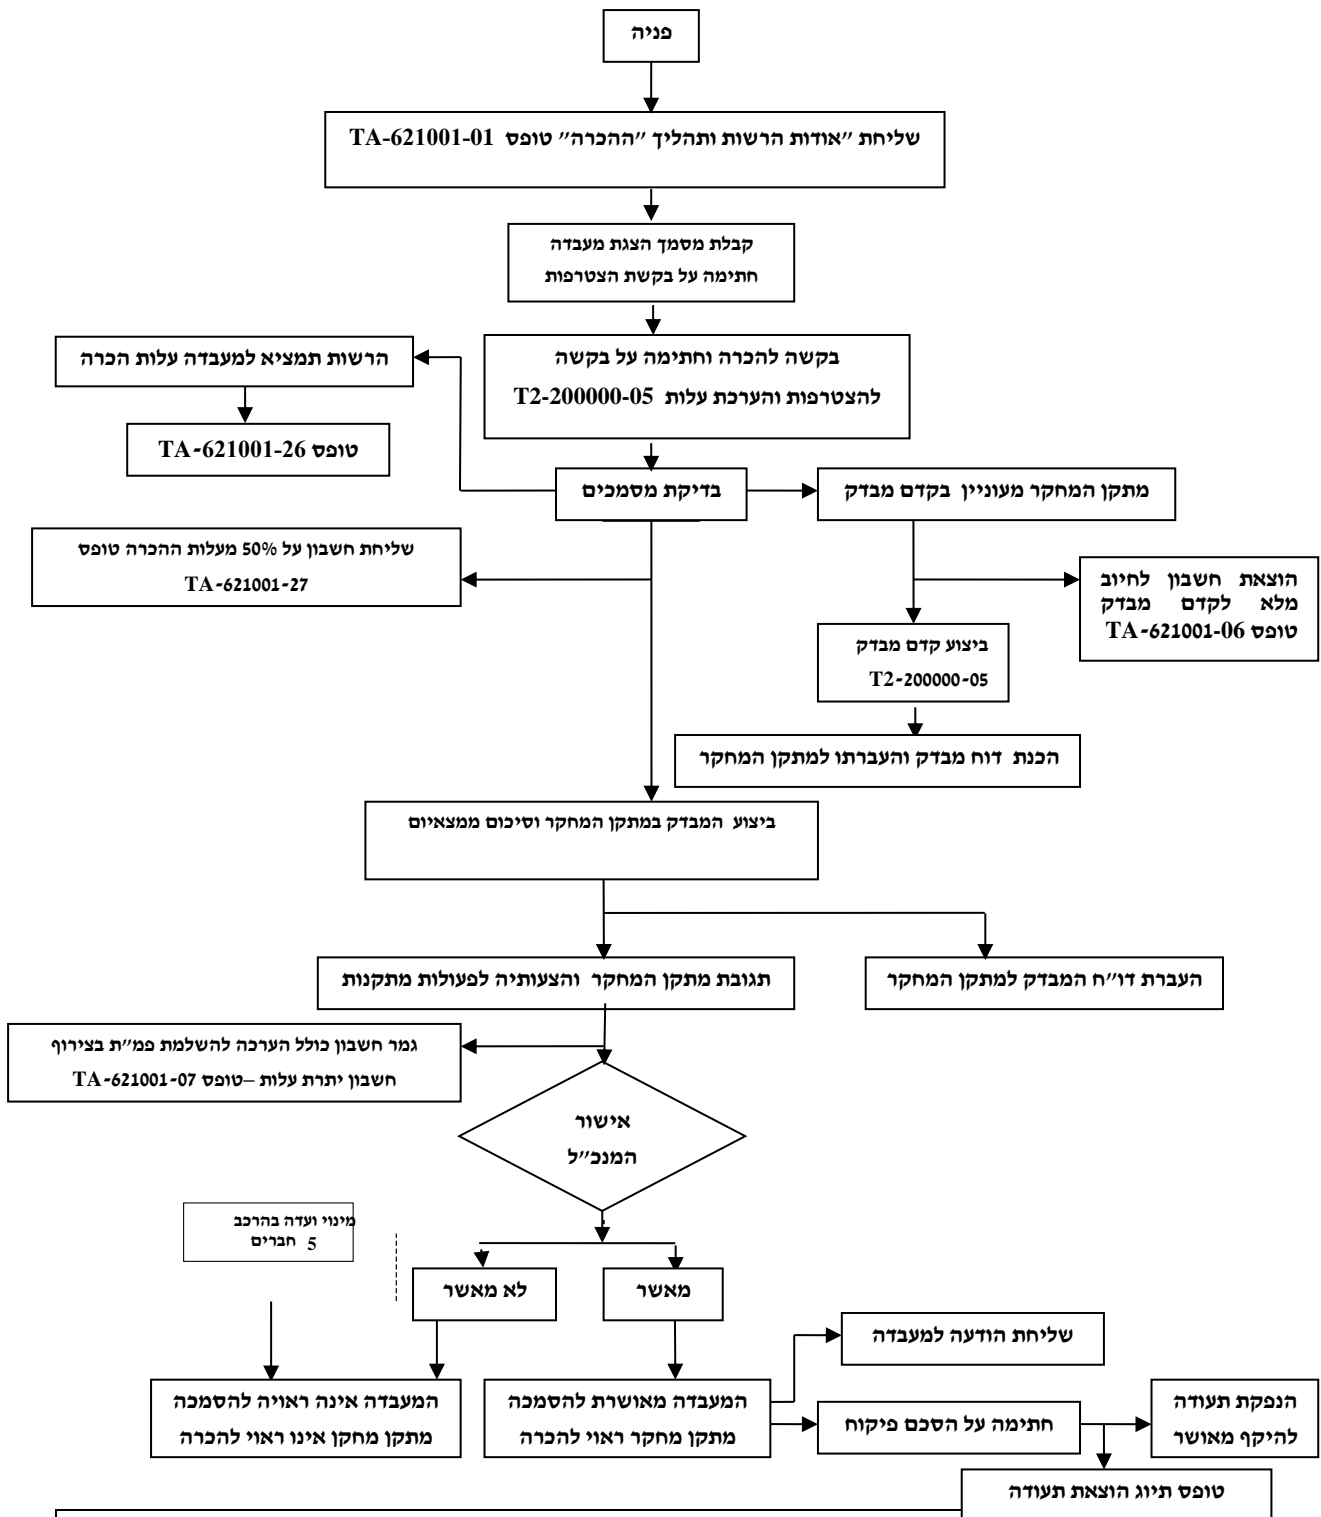 פניה
שליחת "אודות הרשות ותהליך "ההכרה" טופס TA-621001-01
קבלת מסמך הצגת מעבדה
חתימה על בקשת הצטרפות
בקשה להכרה וחתימה על בקשה
להצטרפות והערכת עלות T2-200000-05
הרשות תמציא למעבדה עלות הכרה
טופס TA-621001-26
בדיקת מסמכים
מתקן המחקר מעוניין בקדם מבדק
שליחת חשבון על 50% מעלות ההכרה טופס
TA-621001-27
הוצאת חשבון לחיוב
מלא לקדם מבדק
טופס TA-621001-06
ביצוע קדם מבדק
T2-200000-05
הכנת דוח מבדק והעברתו למתקן המחקר
ביצוע המבדק במתקן המחקר וסיכום ממצאיום
תגובת מתקן המחקר והצעותיה לפעולות מתקנות
העברת דו"ח המבדק למתקן המחקר
גמר חשבון כולל הערכה להשלמת פמ"ת בצירוף
חשבון יתרת עלות –טופס TA-621001-07
אישור
המנכ"ל
מינוי ועדה בהרכב
5 חברים
לא מאשר
מאשר
שליחת הודעה למעבדה
המעבדה אינה ראויה להסמכה
מתקן מחקן אינו ראוי להכרה
המעבדה מאושרת להסמכה
מתקן מחקר ראוי להכרה
חתימה על הסכם פיקוח
הנפקת תעודה
להיקף מאושר
טופס תיוג הוצאת תעודה